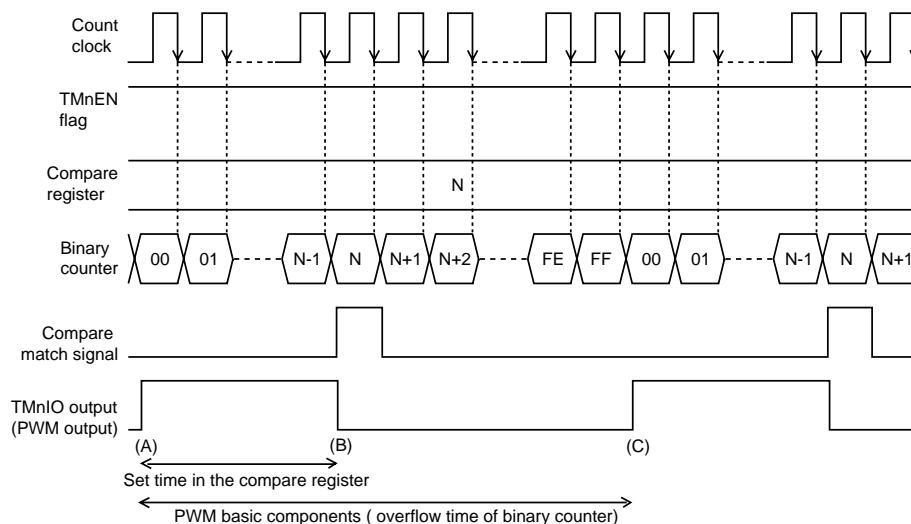 Count
clock
TMnEN
flag
Compare
register
N
Binary
counter
00 01 N-1 N N+1 N+2 FE FF 00 01 N-1 N N+1
Compare
match signal
TMnIO output
(PWM output)
(A) (B) (C)
Set time in the compare register
PWM basic components ( overflow time of binary counter)